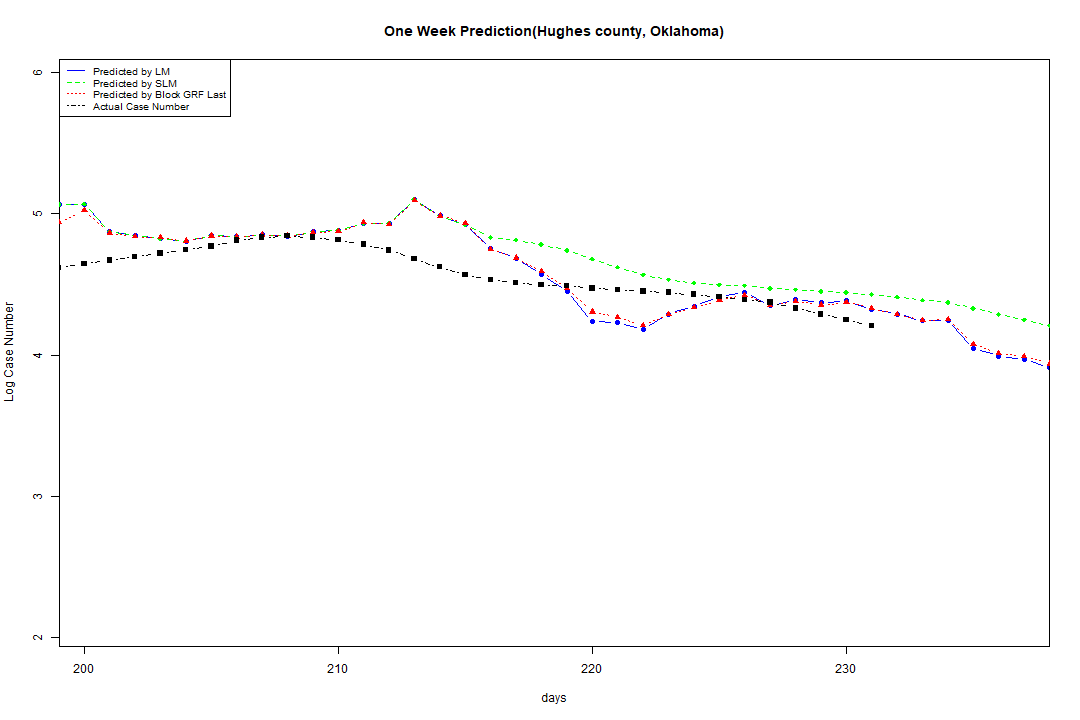 One Week Prediction(Hughes county, Oklahoma)
Predicted by LM
Predicted by SLM
Predicted by Block GRF Last
Actual Case Number
6
5
4
3
2
Log Case Number
200 210 220 230
days